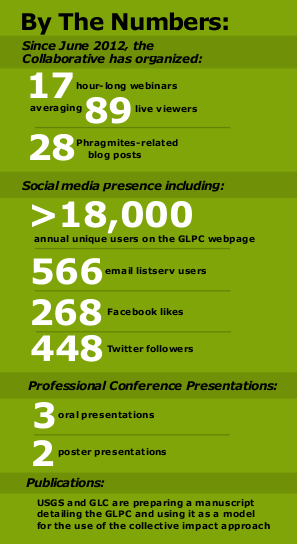 By The Numbers:
Since June 2012, the
Collaborative has organized:
17 hour-long webinars
averaging 89 live viewers
28 Phragmites-related
blog posts
Social media presence including:
>18,000
annual unique users on the GLPC webpage
566 email listserv users
268 Facebook likes
448 Twitter followers
Professional Conference Presentations:
3 oral presentations
2 poster presentations
Publications:
USGS and GLC are preparing a manuscript
detailing the GLPC and using it as a model
for the use of the collective impact approach